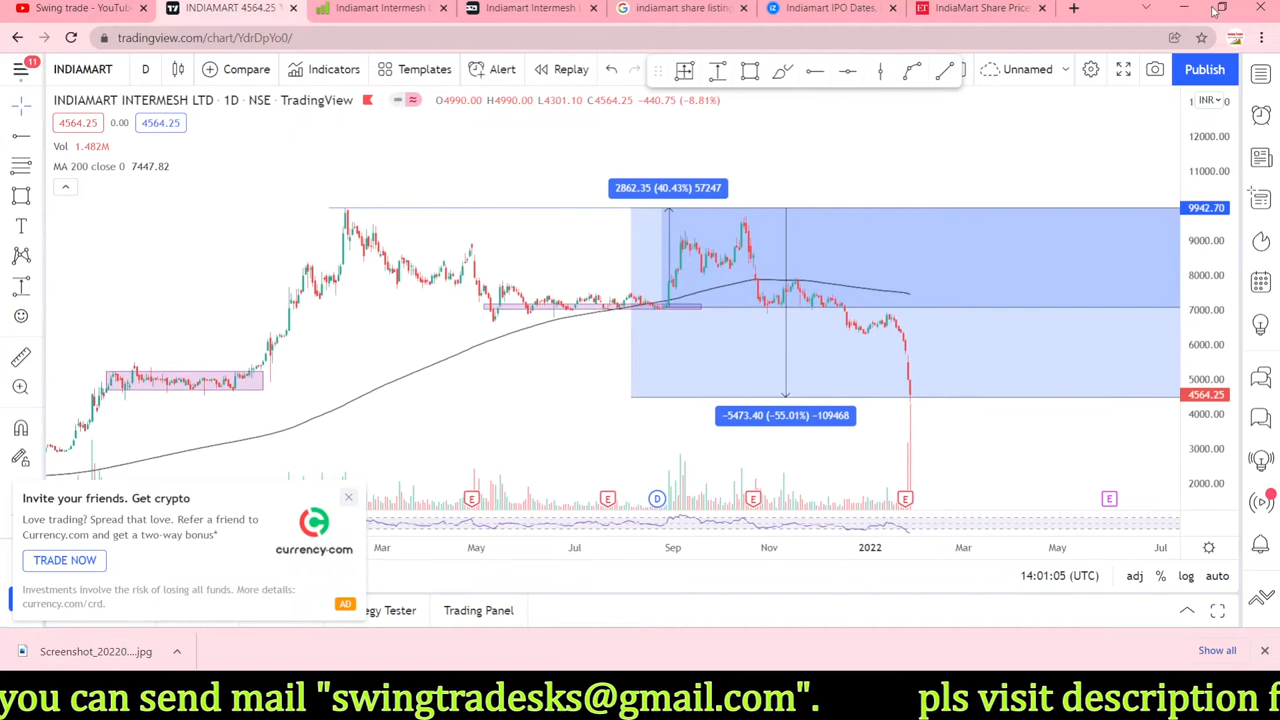 Swing trade - YouTub
INDIAMART 4564.25
Indiamart Intermesh L
Indiamart Intermesh L
indiamart share listing
Indiamart IPO Dates,
IndiaMart Share Price
tradingview.com/chart/YdrDpYo0/
11
INDIAMART
D
Compare
Indicators
Templates
Alert
Replay
Unnamed
Publish
INDIAMART INTERMESH LTD · 1D · NSE · TradingView
O4990.00 H4990.00 L4301.10 C4564.25 −440.75 (−8.81%)
INR
4564.25 0.00 4564.25
Vol 1.482M
MA 200 close 0 7447.82
12000.00
11000.00
9942.70
9000.00
8000.00
7000.00
6000.00
5000.00
4564.25
4000.00
3000.00
2000.00
2862.35 (40.43%) 57247
−5473.40 (−55.01%) −109468
E
E
D
E
E
E
Mar
May
Jul
Sep
Nov
2022
Mar
May
Jul
Invite your friends. Get crypto
Love trading? Spread that love. Refer a friend to
Currency.com and get a two-way bonus*
TRADE NOW
currency.com
Investments involve the risk of losing all funds. More details:
currency.com/crd.
AD
14:01:05 (UTC)
adj
%
log
auto
egy Tester
Trading Panel
Screenshot_20220....jpg
Show all
you can send mail "swingtradesks@gmail.com".
pls visit description f